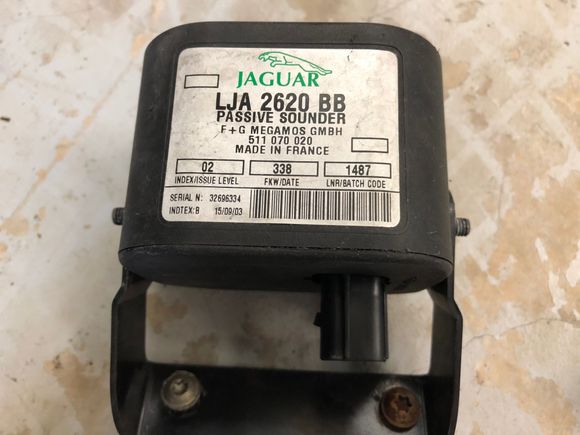 JAGUAR
LJA 2620 BB
PASSIVE SOUNDER
F+G MEGAMOS GMBH
511 070 020
MADE IN FRANCE
02 338 1487
INDEX/ISSUE LEVEL FKW/DATE LNR/BATCH CODE
SERIAL N: 32696334
INDTEX:B 15/09/03